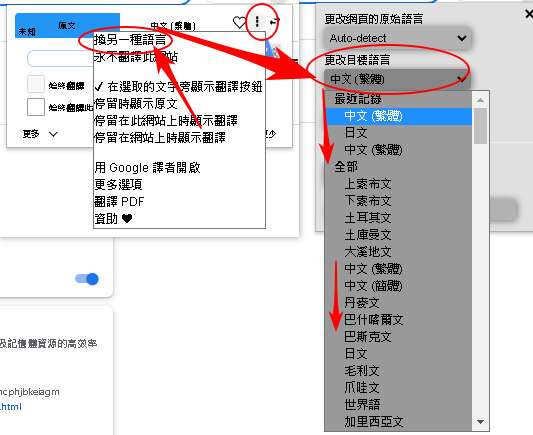 未知
原文
中文 (繁體)
換另一種語言
永不翻譯此網站
✓ 在選取的文字旁顯示翻譯按鈕
停留時顯示原文
停留在此網站上時顯示翻譯
停留在網站上時顯示翻譯
用 Google 譯者開啟
更多選項
翻譯 PDF
資助 ♥
始終翻譯
始終翻譯此
更多
少
及記憶體資源的高效率
ncphjbkeiagm
.html
更改網頁的原始語言
Auto-detect
更改目標語言
中文 (繁體)
最近記錄
中文 (繁體)
日文
中文 (繁體)
全部
上索布文
下索布文
土耳其文
土庫曼文
大溪地文
中文 (繁體)
中文 (簡體)
丹麥文
巴什喀爾文
巴斯克文
日文
毛利文
爪哇文
世界語
加里西亞文